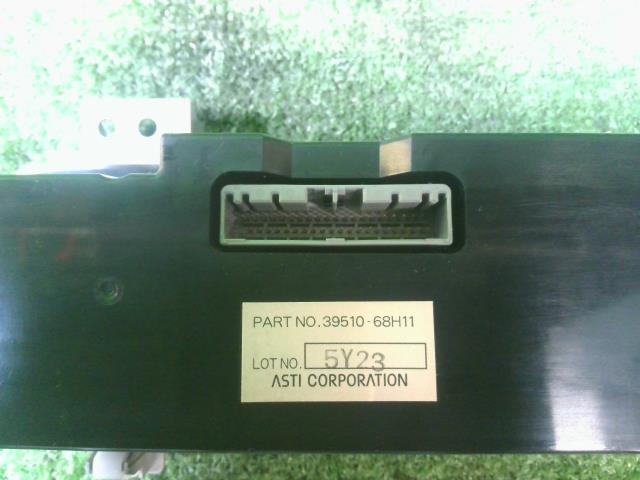 PART NO. 39510-68H11
LOT NO. 5Y23
ASTI CORPORATION